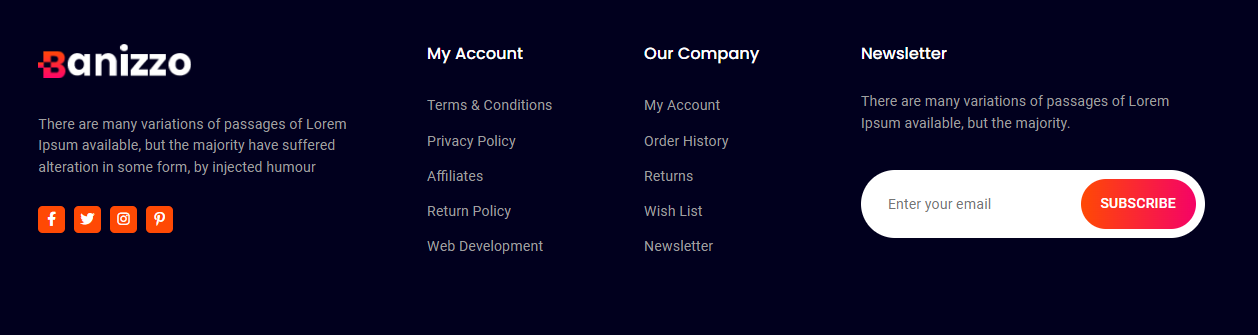 Banizzo
There are many variations of passages of Lorem
Ipsum available, but the majority have suffered
alteration in some form, by injected humour
My Account
Terms & Conditions
Privacy Policy
Affiliates
Return Policy
Web Development
Our Company
My Account
Order History
Returns
Wish List
Newsletter
Newsletter
There are many variations of passages of Lorem
Ipsum available, but the majority.
Enter your email
SUBSCRIBE